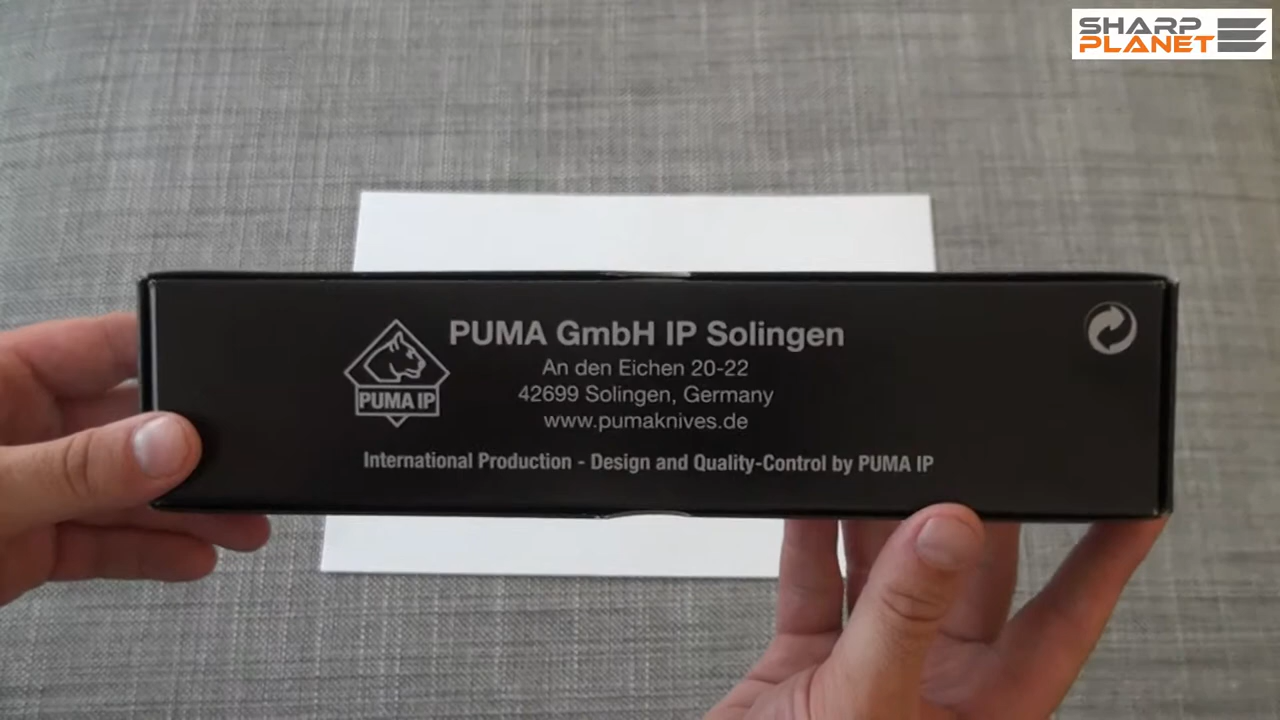 SHARP
PLANET
PUMA GmbH IP Solingen
An den Eichen 20-22
42699 Solingen, Germany
www.pumaknives.de
PUMA IP
International Production - Design and Quality-Control by PUMA IP